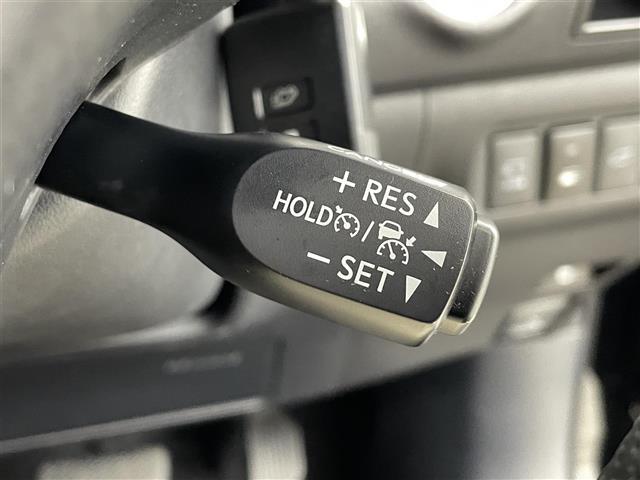 + RES
HOLD /
− SET